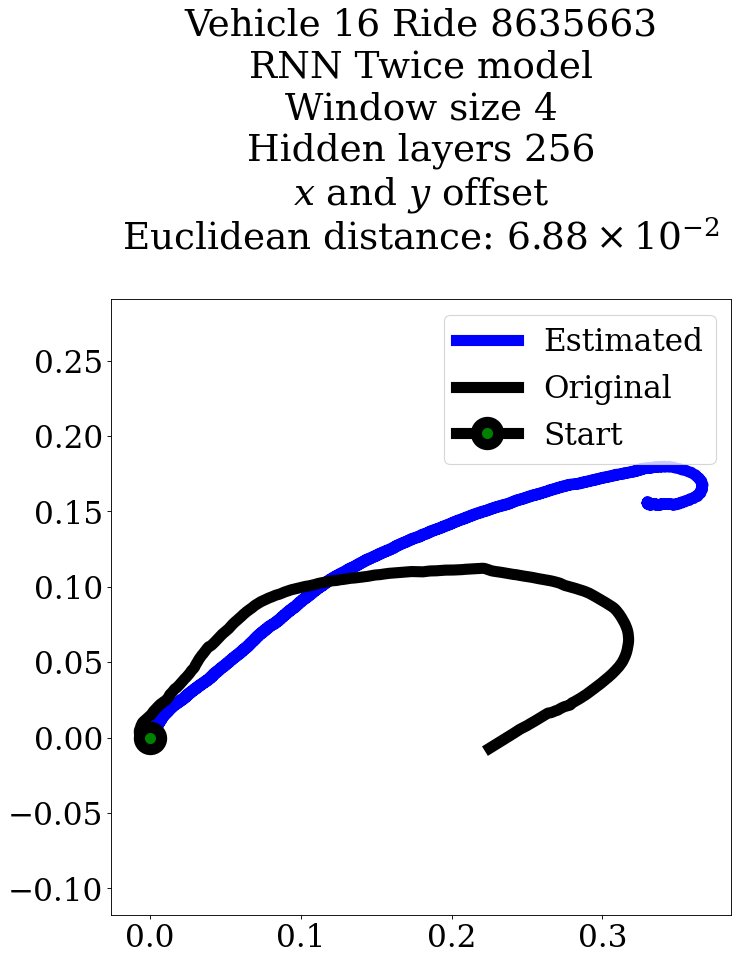 Vehicle 16 Ride 8635663
RNN Twice model
Window size 4
Hidden layers 256
x and y offset
Euclidean distance: 6.88 × 10⁻²
Estimated
Original
Start
0.25
0.20
0.15
0.10
0.05
0.00
−0.05
−0.10
0.0 0.1 0.2 0.3